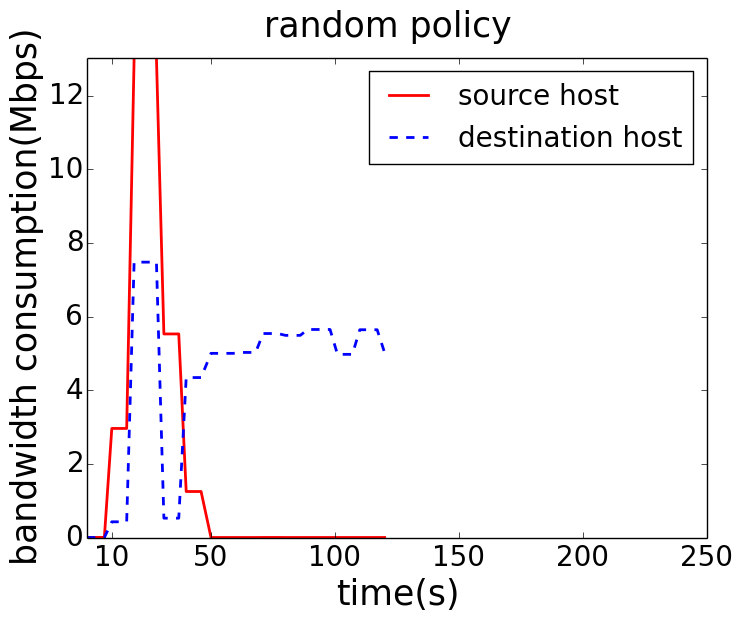 random policy
bandwidth consumption(Mbps)
12
10
8
6
4
2
0
source host
destination host
10 50 100 150 200 250
time(s)